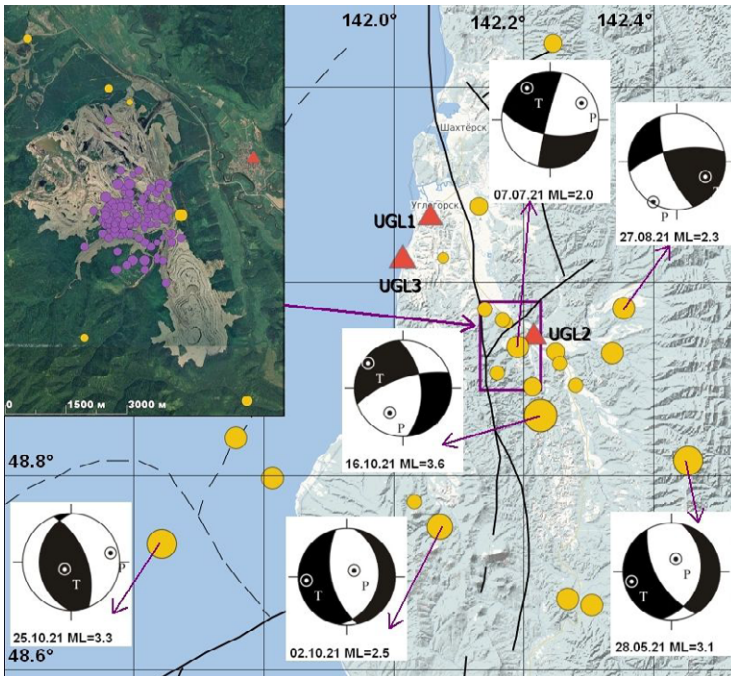 142.0° 142.2° 142.4°
T
P
Шахтёрск
07.07.21 ML=2.0
T
P
27.08.21 ML=2.3
Углегорск
UGL1
UGL3
UGL2
T
P
16.10.21 ML=3.6
0 1500 м 3000 м
48.8°
T
P
25.10.21 ML=3.3
T
P
02.10.21 ML=2.5
P
T
28.05.21 ML=3.1
48.6°